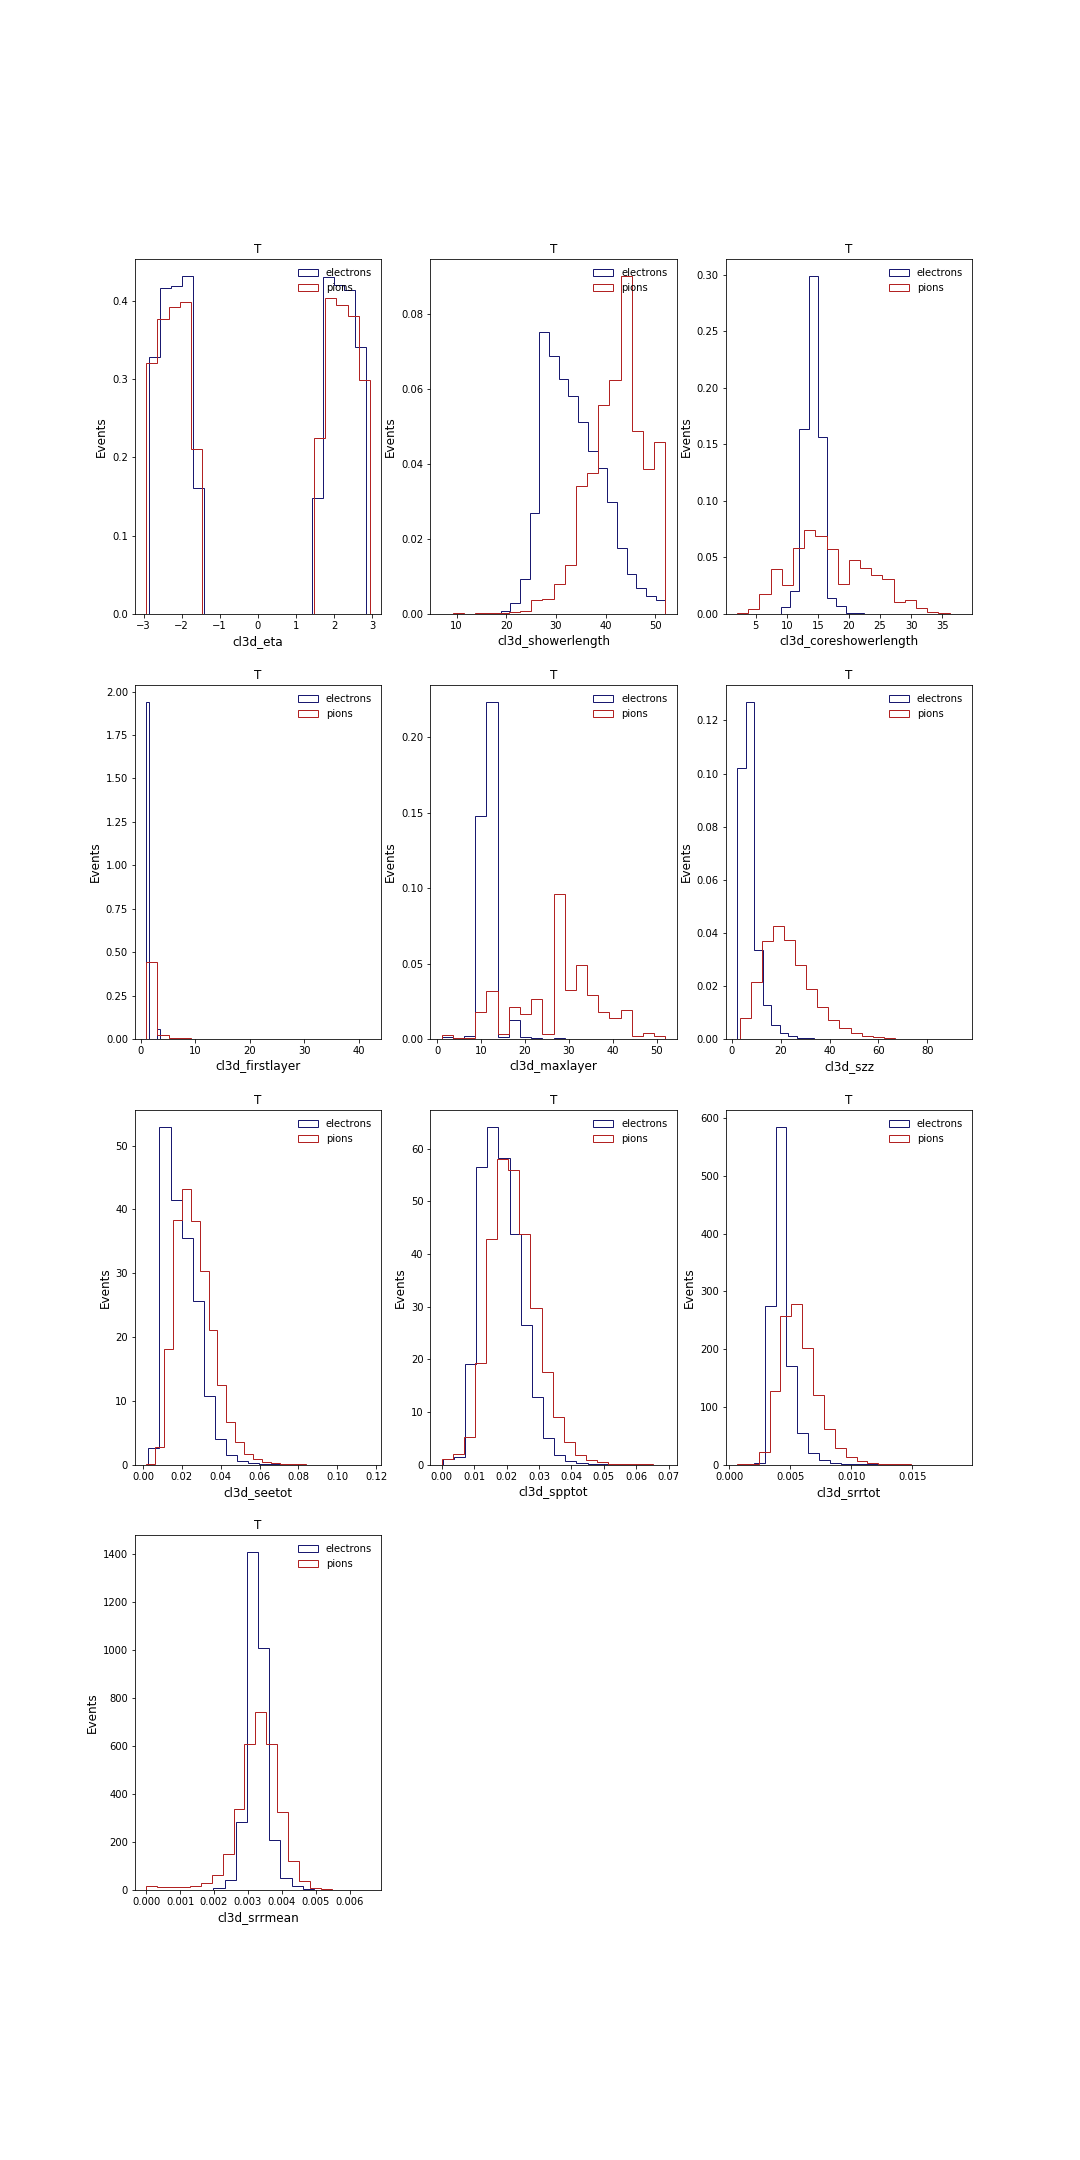 T
electrons
pions
0.4
0.3
0.2
0.1
0.0
Events
−3 −2 −1 0 1 2 3
cl3d_eta
T
electrons
pions
0.08
0.06
0.04
0.02
0.00
Events
10 20 30 40 50
cl3d_showerlength
T
electrons
pions
0.30
0.25
0.20
0.15
0.10
0.05
0.00
Events
5 10 15 20 25 30 35
cl3d_coreshowerlength
T
electrons
pions
2.00
1.75
1.50
1.25
1.00
0.75
0.50
0.25
0.00
Events
0 10 20 30 40
cl3d_firstlayer
T
electrons
pions
0.20
0.15
0.10
0.05
0.00
Events
0 10 20 30 40 50
cl3d_maxlayer
T
electrons
pions
0.12
0.10
0.08
0.06
0.04
0.02
0.00
Events
0 20 40 60 80
cl3d_szz
T
electrons
pions
50
40
30
20
10
0
Events
0.00 0.02 0.04 0.06 0.08 0.10 0.12
cl3d_seetot
T
electrons
pions
60
50
40
30
20
10
0
Events
0.00 0.01 0.02 0.03 0.04 0.05 0.06 0.07
cl3d_spptot
T
electrons
pions
600
500
400
300
200
100
0
Events
0.000 0.005 0.010 0.015
cl3d_srrtot
T
electrons
pions
1400
1200
1000
800
600
400
200
0
Events
0.000 0.001 0.002 0.003 0.004 0.005 0.006
cl3d_srrmean